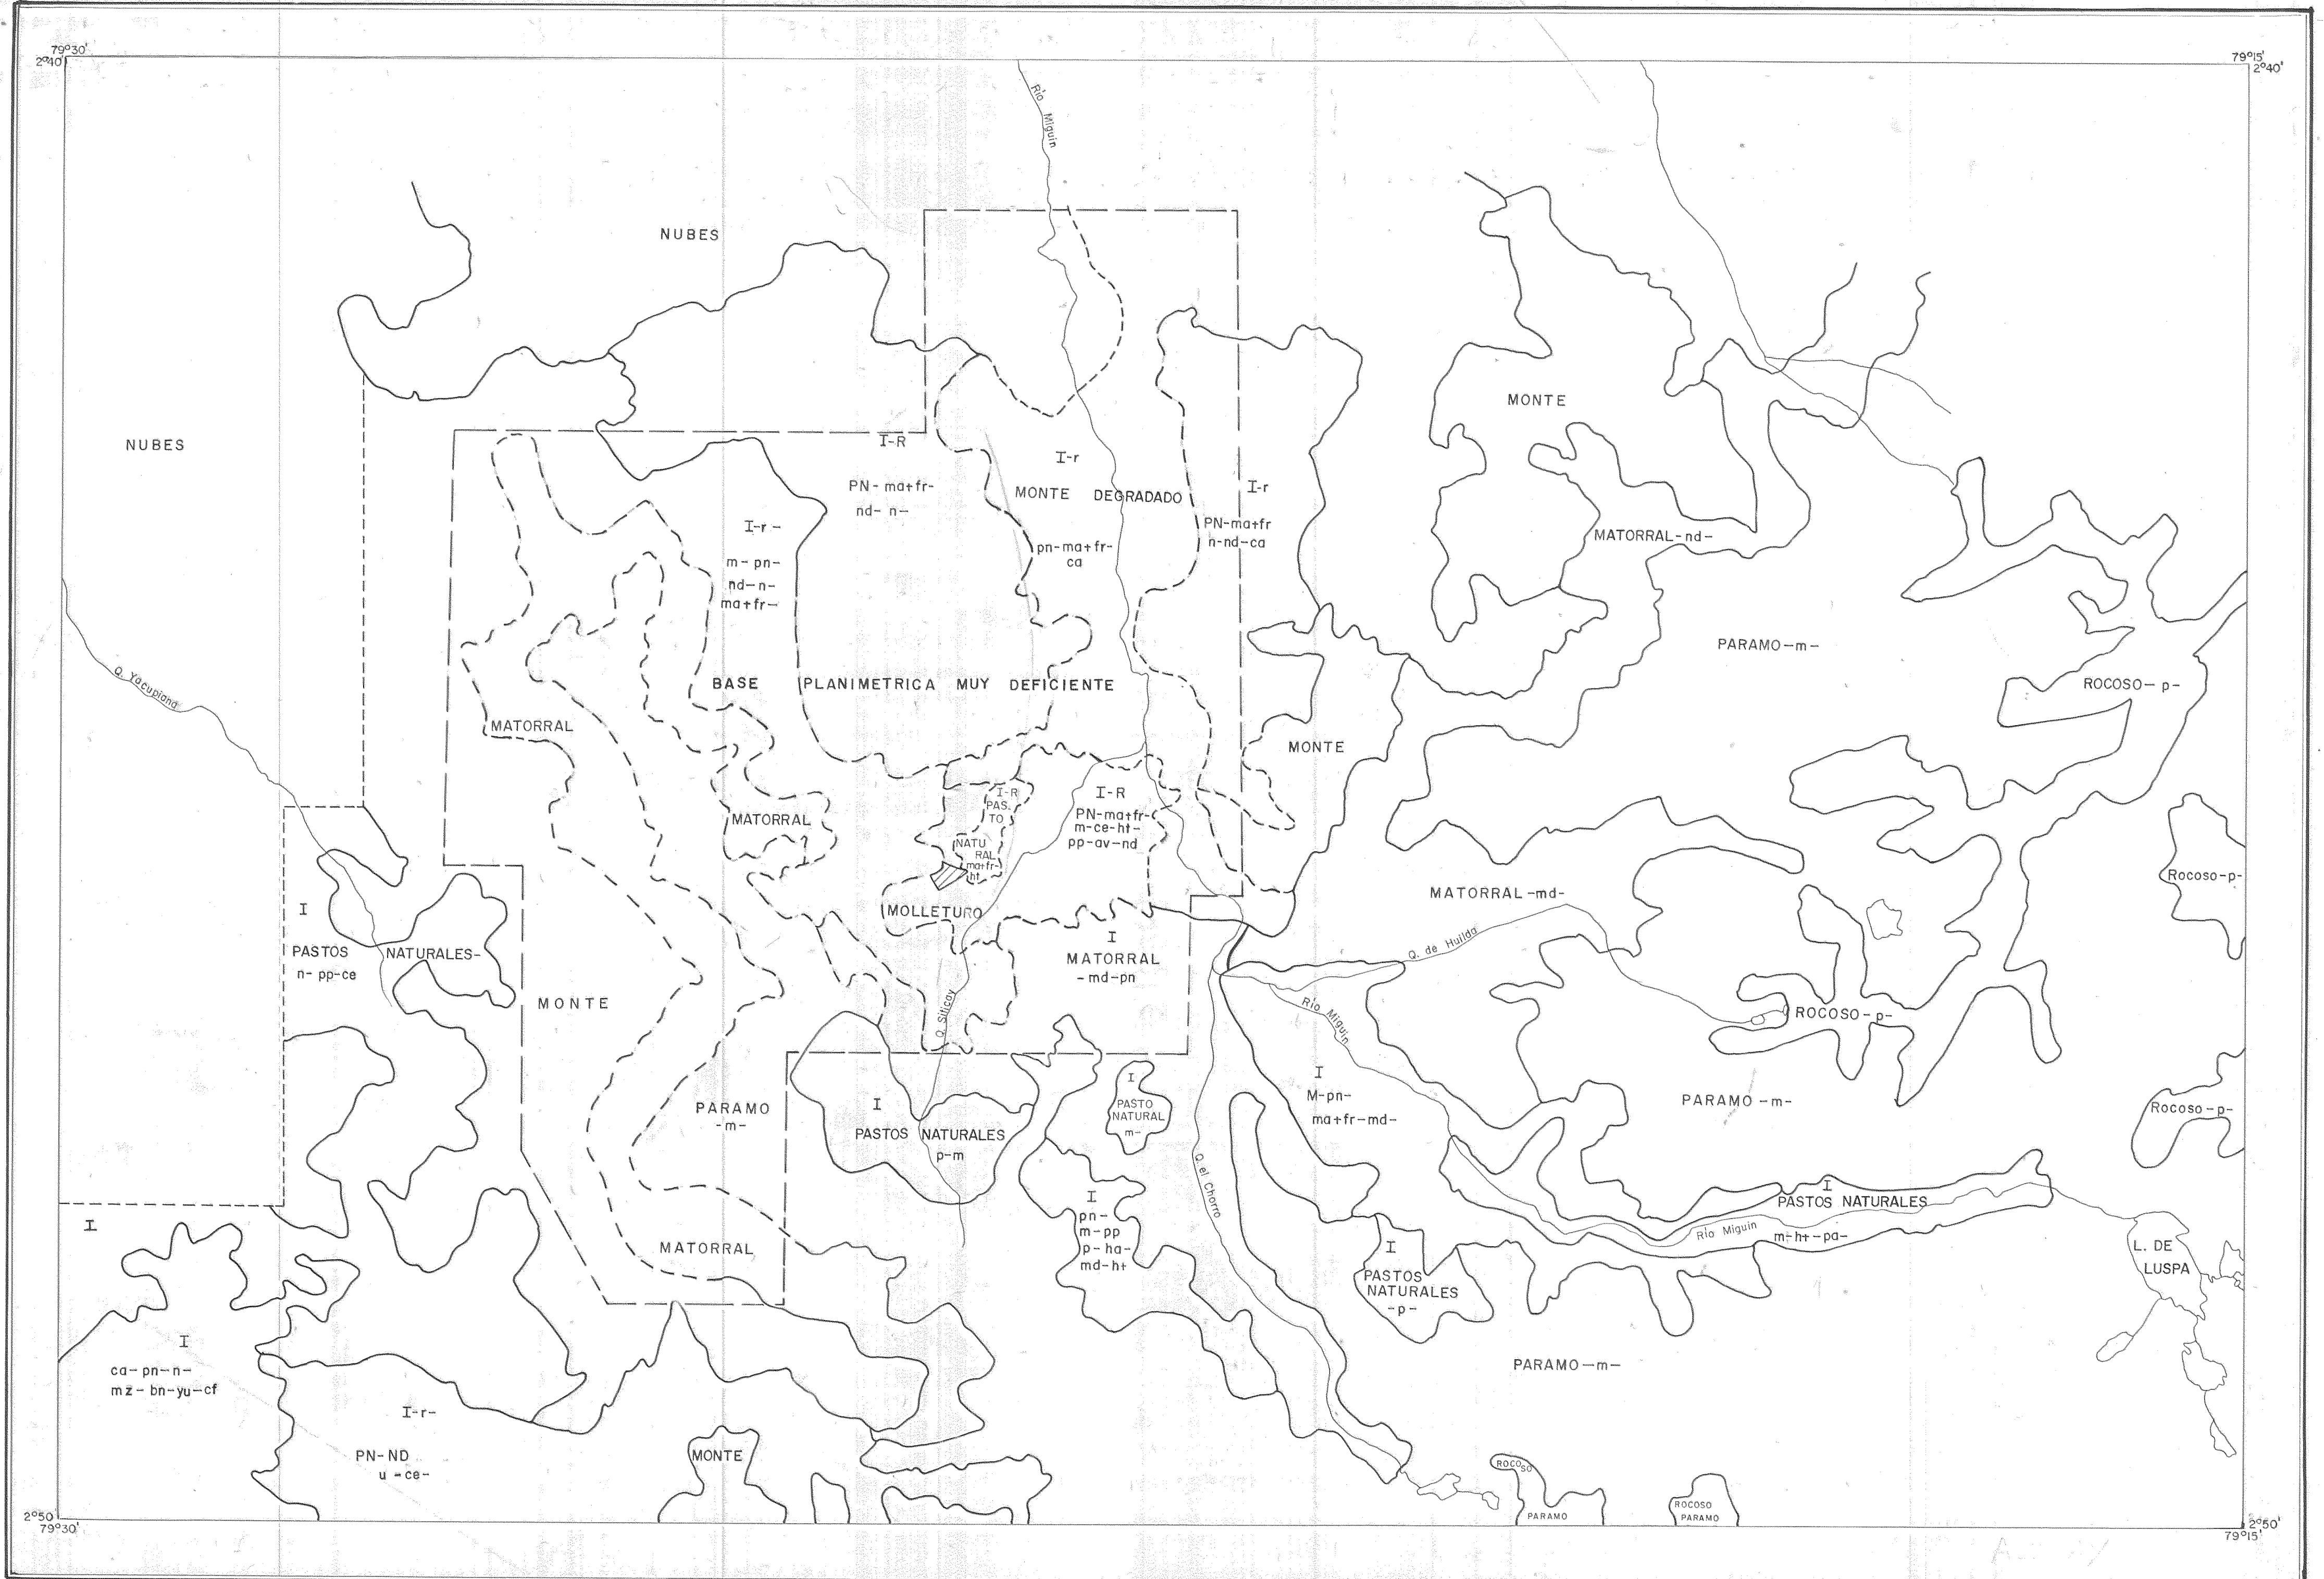 79°30'
2°40'
79°15'
2°40'
Río Miguin
NUBES
NUBES
MONTE
I-R
PN- ma+fr-
nd- n-
I-r
MONTE DEGRADADO
pn-ma+fr-
ca
I-r
PN-ma+fr
n-nd-ca
I-r -
m- pn-
nd-n-
ma+fr-
MATORRAL-nd-
PARAMO-m-
ROCOSO- p-
Q. Yacupiana
BASE PLANIMETRICA MUY DEFICIENTE
MATORRAL
MONTE
MATORRAL
I-R
PAS.
TO
NATU
RAL
ma+fr-
ht
I-R
PN-ma+fr-
m-ce-ht-
pp-av-nd
Rocoso-p-
MATORRAL-md-
MOLLETURO
I
PASTOS NATURALES-
n- pp-ce
I
MATORRAL
-md-pn
Q. de Huilda
MONTE
Q. Siticay
Río Miguin
ROCOSO-p-
I
M-pn-
ma+fr-md-
PARAMO
-m-
I
PASTOS NATURALES
p-m
I
PASTO
NATURAL
m-
PARAMO -m-
Rocoso-p-
Q. el Chorro
I
PASTOS NATURALES
Río Miguin
m-ht-pa-
I
pn-
m-pp
p-ha-
md-ht
I
I
PASTOS
NATURALES
-p-
L. DE
LUSPA
MATORRAL
I
ca- pn-n-
mz- bn-yu-cf
PARAMO-m-
I-r-
PN-ND
u -ce-
MONTE
ROCOSO
PARAMO
ROCOSO
PARAMO
2°50'
79°30'
2°50'
79°15'